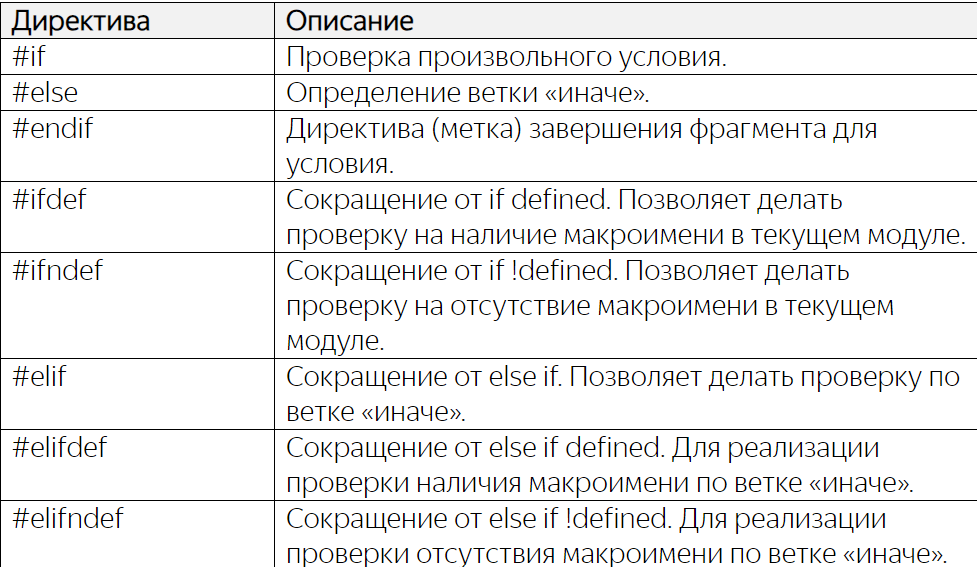 Директива Описание
#if Проверка произвольного условия.
#else Определение ветки «иначе».
#endif Директива (метка) завершения фрагмента для
условия.
#ifdef Сокращение от if defined. Позволяет делать
проверку на наличие макроимени в текущем модуле.
#ifndef Сокращение от if !defined. Позволяет делать
проверку на отсутствие макроимени в текущем
модуле.
#elif Сокращение от else if. Позволяет делать проверку по
ветке «иначе».
#elifdef Сокращение от else if defined. Для реализации
проверки наличия макроимени по ветке «иначе».
#elifndef Сокращение от else if !defined. Для реализации
проверки отсутствия макроимени по ветке «иначе».